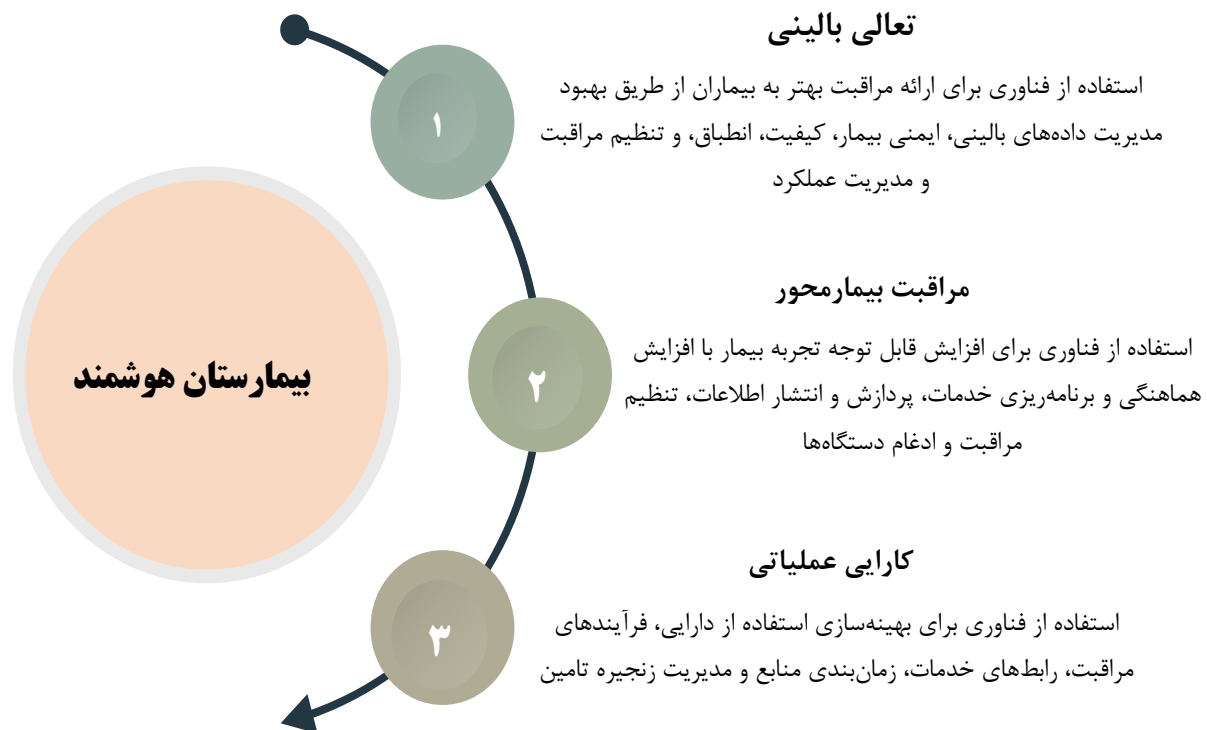 تعالی بالینی
۱
استفاده از فناوری برای ارائه مراقبت بهتر به بیماران از طریق بهبود
مدیریت داده‌های بالینی، ایمنی بیمار، کیفیت، انطباق، و تنظیم مراقبت
و مدیریت عملکرد
بیمارستان هوشمند
مراقبت بیمارمحور
۲
استفاده از فناوری برای افزایش قابل توجه تجربه بیمار با افزایش
هماهنگی و برنامه‌ریزی خدمات، پردازش و انتشار اطلاعات، تنظیم
مراقبت و ادغام دستگاه‌ها
کارایی عملیاتی
۳
استفاده از فناوری برای بهینه‌سازی استفاده از دارایی، فرآیندهای
مراقبت، رابط‌های خدمات، زمان‌بندی منابع و مدیریت زنجیره تامین